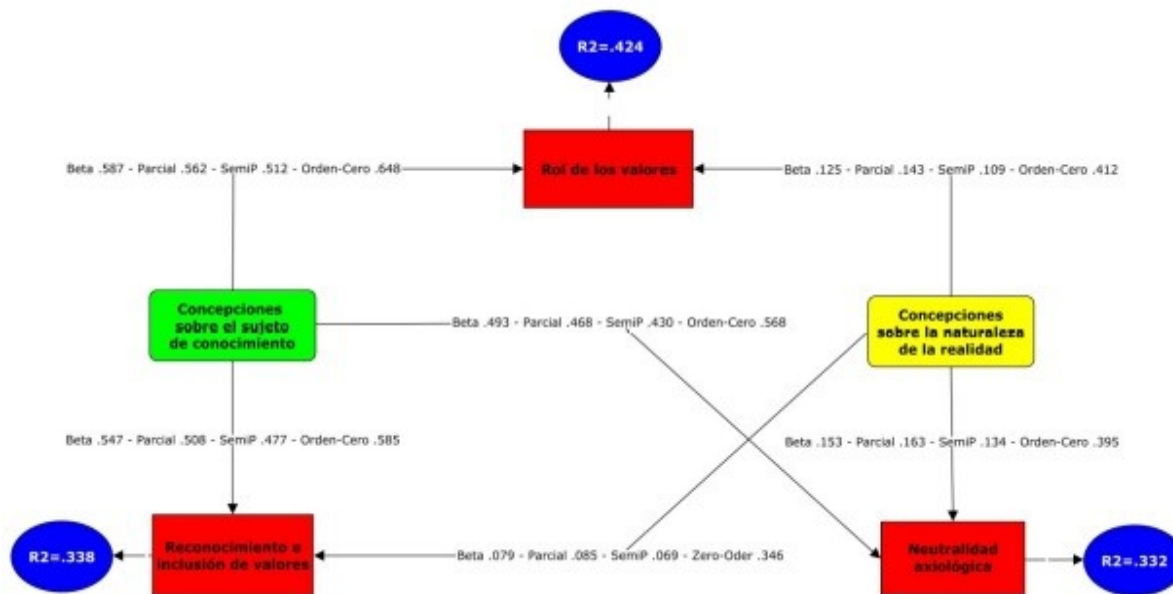 R2=.424
Rol de los valores
Beta .587 - Parcial .562 - SemiP .512 - Orden-Cero .648
Beta .125 - Parcial .143 - SemiP .109 - Orden-Cero .412
Concepciones
sobre el sujeto
de conocimiento
Beta .493 - Parcial .468 - SemiP .430 - Orden-Cero .568
Concepciones
sobre la naturaleza
de la realidad
Beta .547 - Parcial .508 - SemiP .477 - Orden-Cero .585
Beta .153 - Parcial .163 - SemiP .134 - Orden-Cero .395
R2=.338
Reconocimiento e
inclusión de valores
Beta .079 - Parcial .085 - SemiP .069 - Zero-Oder .346
Neutralidad
axiológica
R2=.332